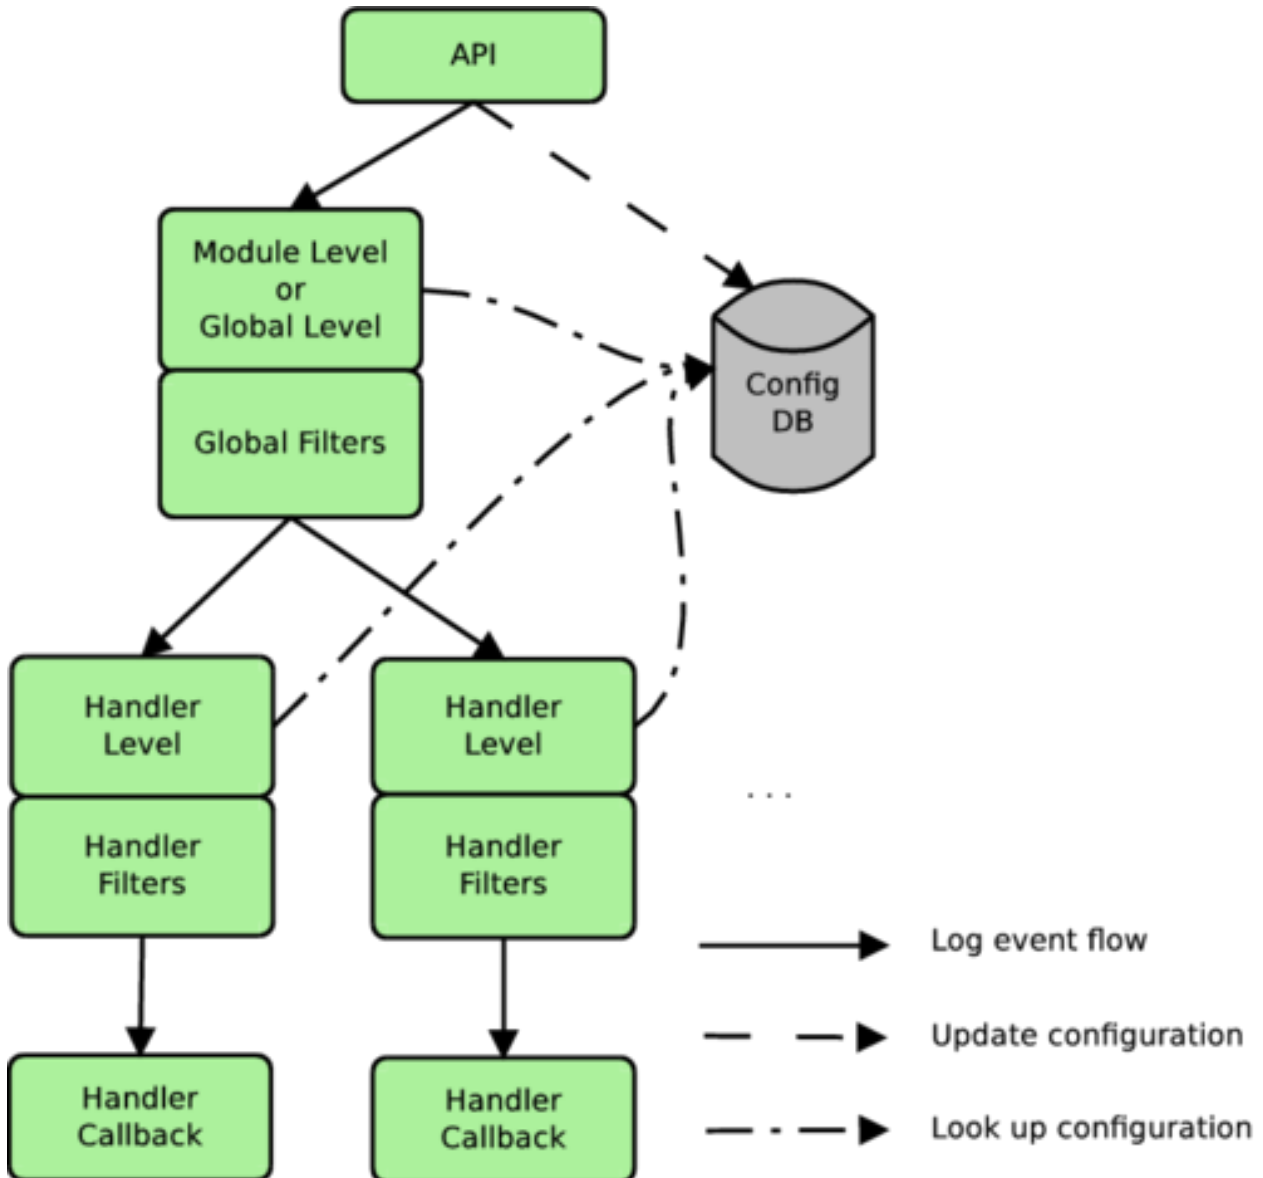 API
Module Level
or
Global Level
Config
DB
Global Filters
Handler
Level
Handler
Level
. . .
Handler
Filters
Handler
Filters
Log event flow
Update configuration
Handler
Callback
Handler
Callback
Look up configuration